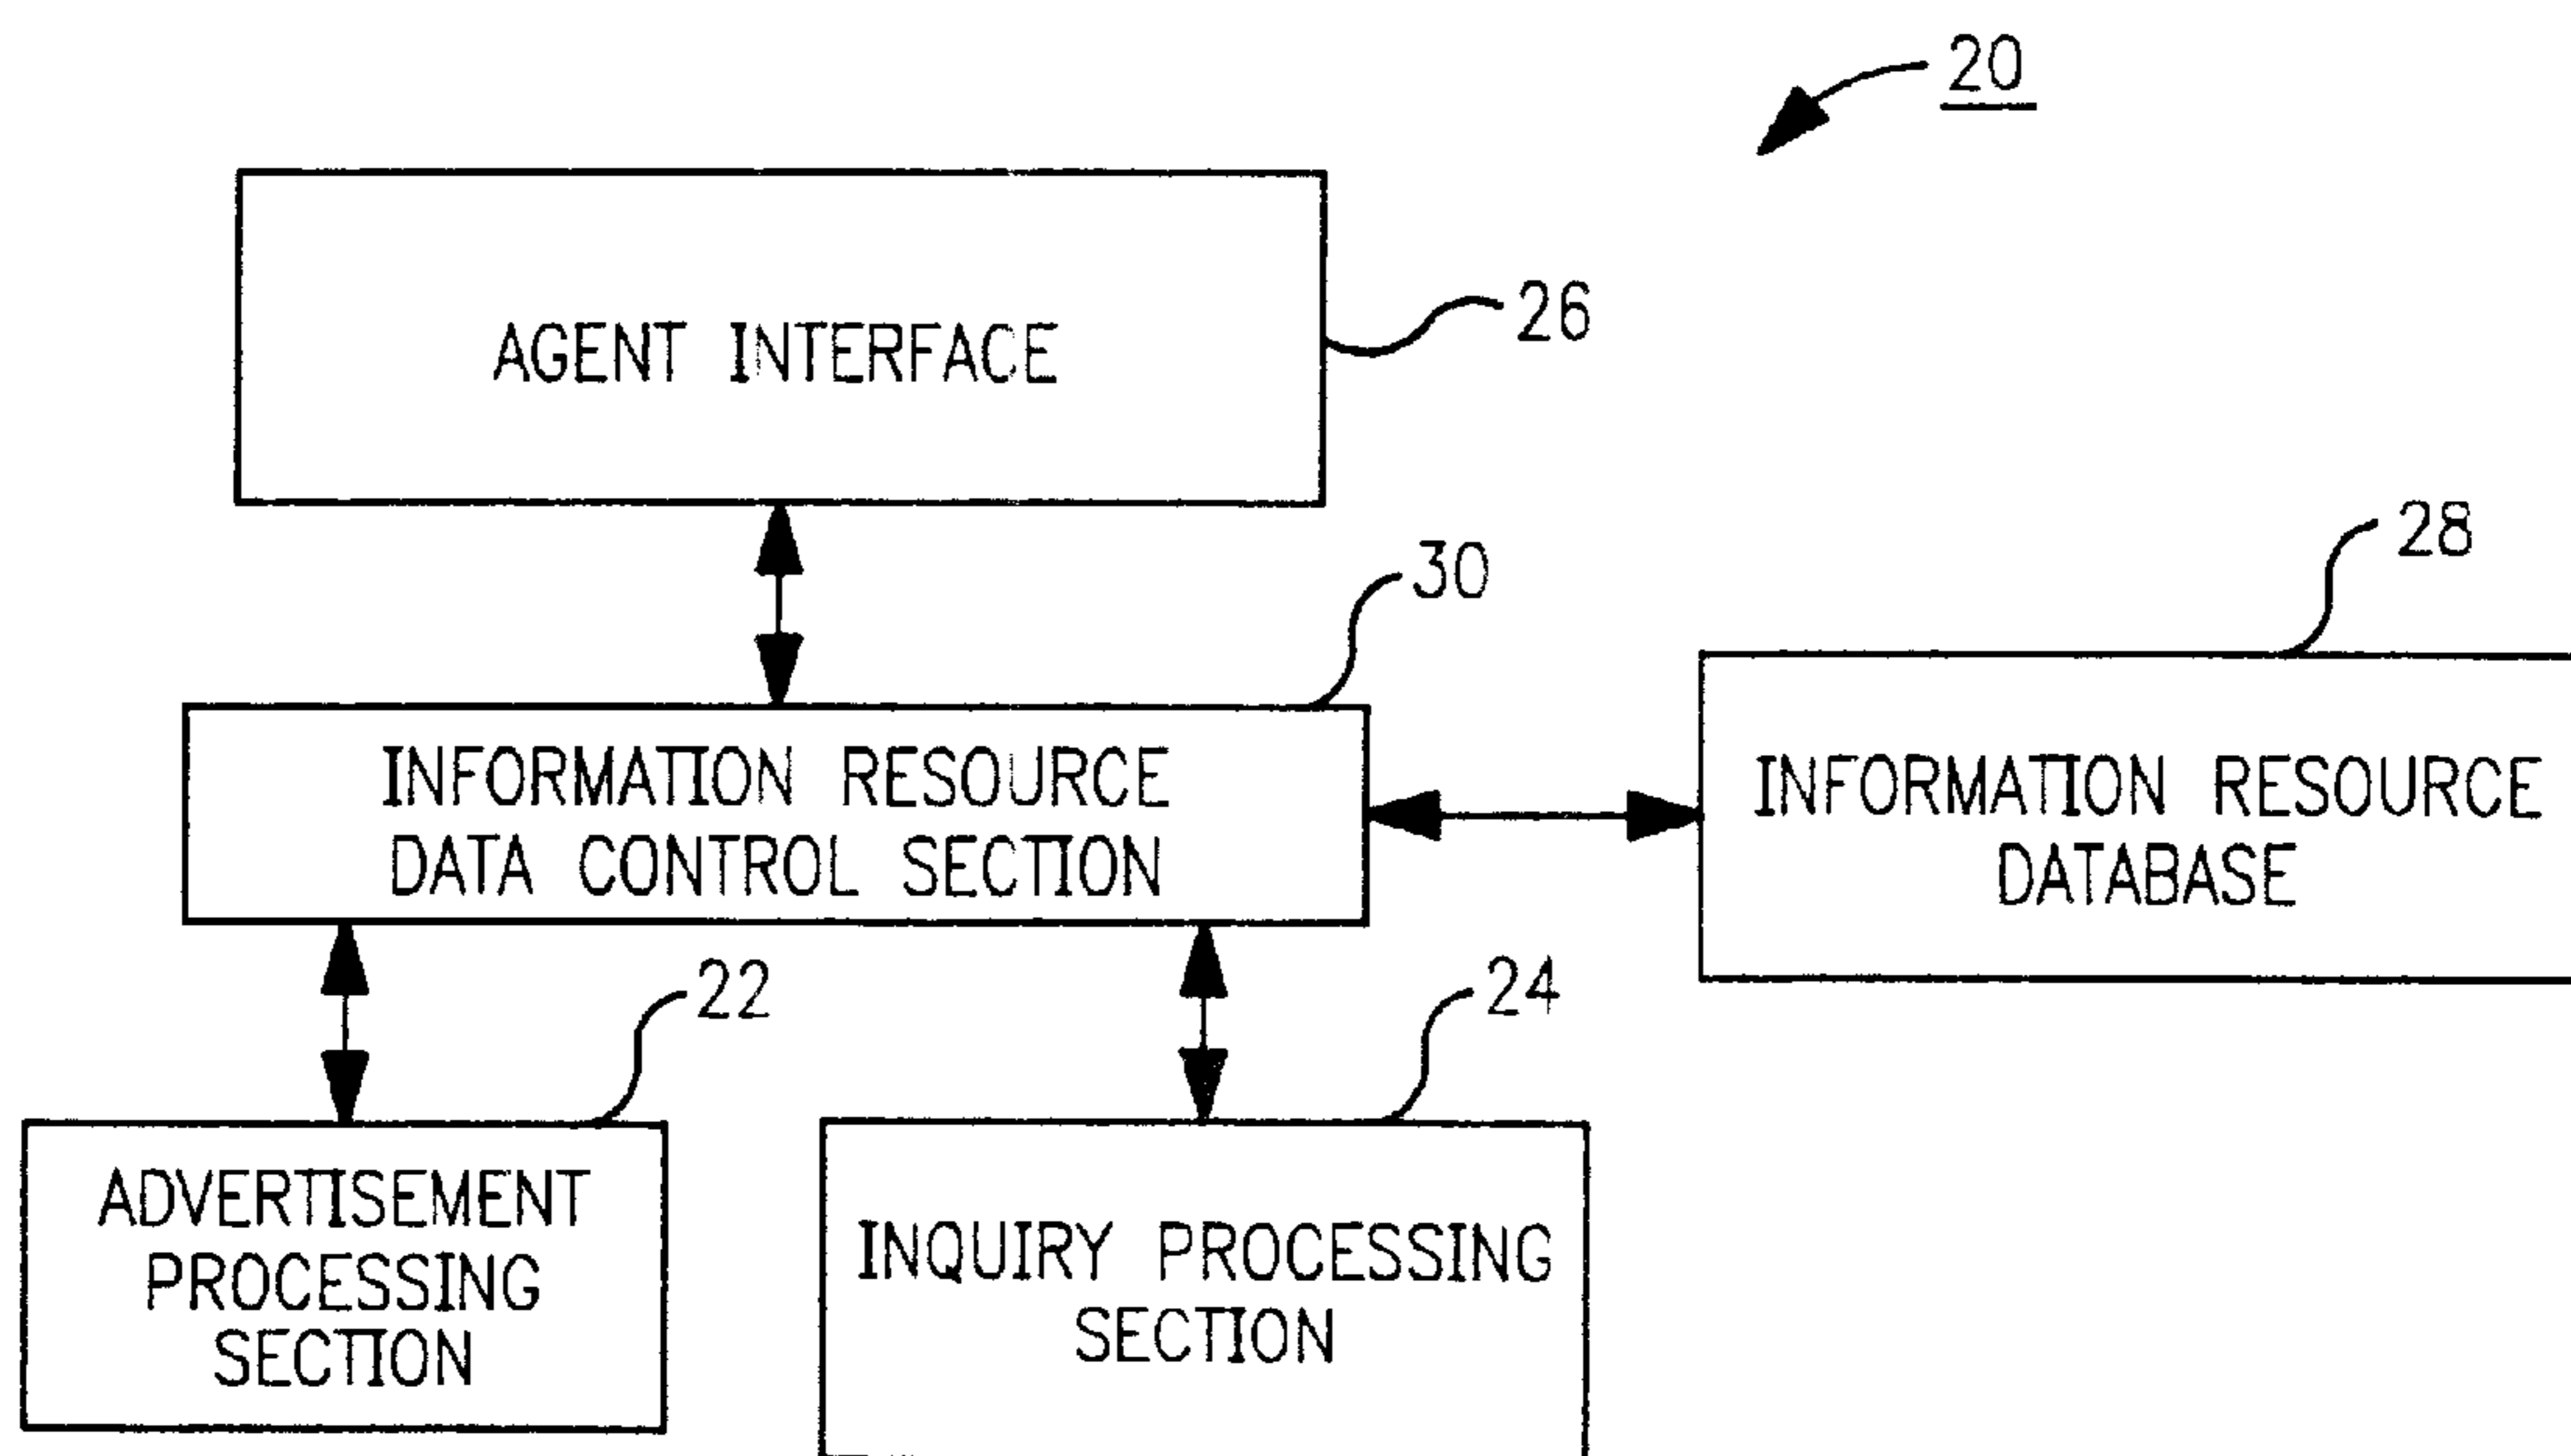 20
AGENT INTERFACE
26
30
28
INFORMATION RESOURCE
DATA CONTROL SECTION
INFORMATION RESOURCE
DATABASE
22
24
ADVERTISEMENT
PROCESSING
SECTION
INQUIRY PROCESSING
SECTION